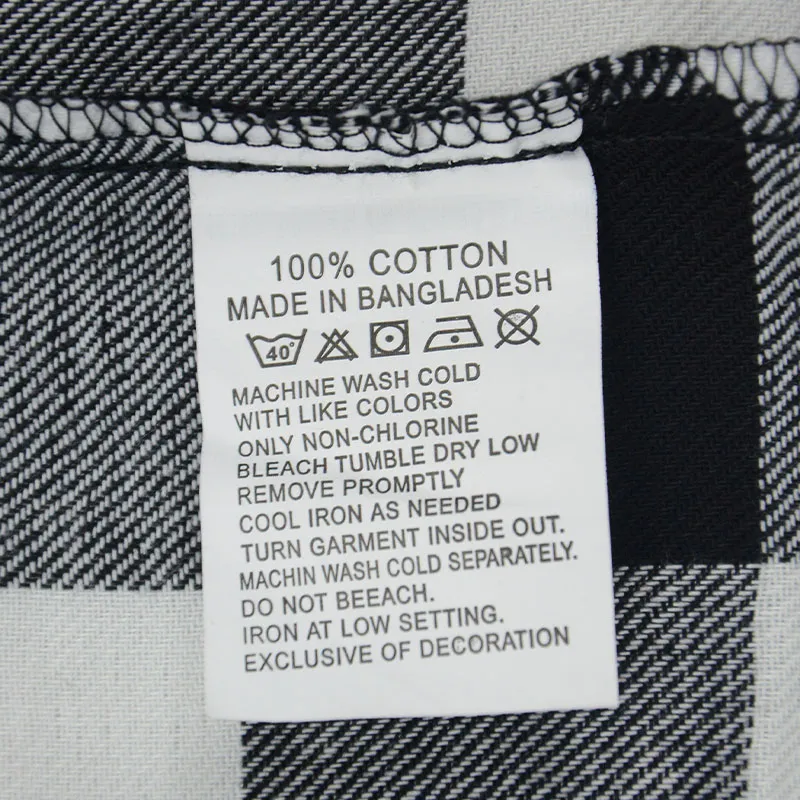 100% COTTON
MADE IN BANGLADESH
40°
MACHINE WASH COLD
WITH LIKE COLORS
ONLY NON-CHLORINE
BLEACH TUMBLE DRY LOW
REMOVE PROMPTLY
COOL IRON AS NEEDED
TURN GARMENT INSIDE OUT.
MACHIN WASH COLD SEPARATELY.
DO NOT BEEACH.
IRON AT LOW SETTING.
EXCLUSIVE OF DECORATION